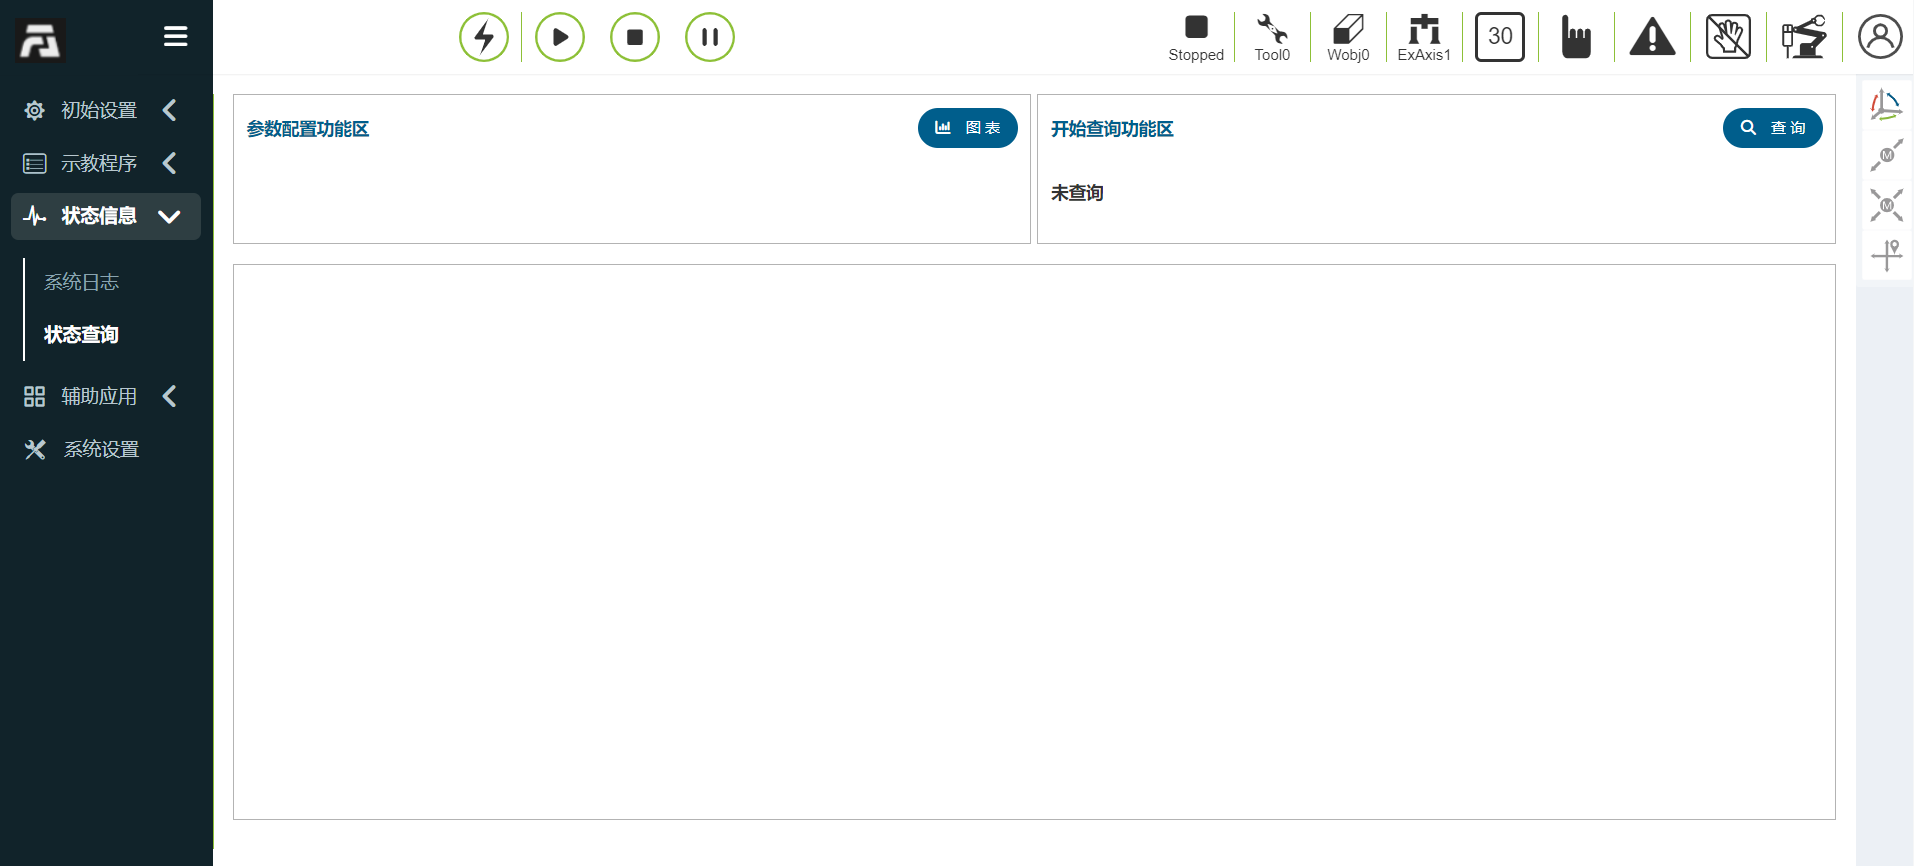 Stopped
Tool0
Wobj0
ExAxis1
30
初始设置
示教程序
状态信息
系统日志
状态查询
辅助应用
系统设置
参数配置功能区
图表
开始查询功能区
查询
未查询
M
M